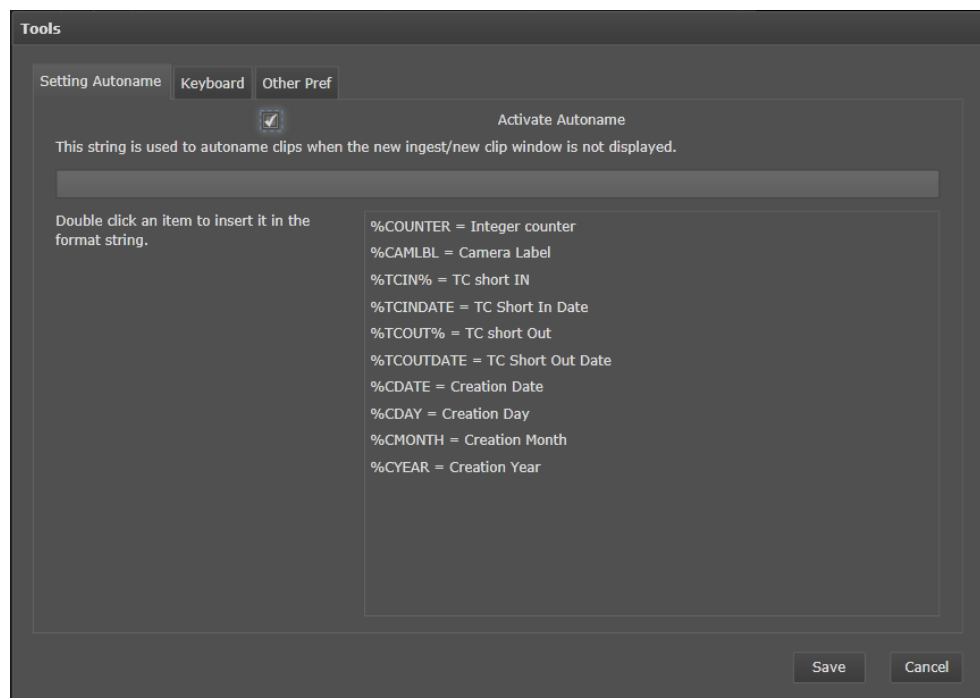 Tools
Setting Autoname
Keyboard
Other Pref
Activate Autoname
This string is used to autoname clips when the new ingest/new clip window is not displayed.
Double click an item to insert it in the
format string.
%COUNTER = Integer counter
%CAMLBL = Camera Label
%TCIN% = TC short IN
%TCINDATE = TC Short In Date
%TCOUT% = TC short Out
%TCOUTDATE = TC Short Out Date
%CDATE = Creation Date
%CDAY = Creation Day
%CMONTH = Creation Month
%CYEAR = Creation Year
Save
Cancel